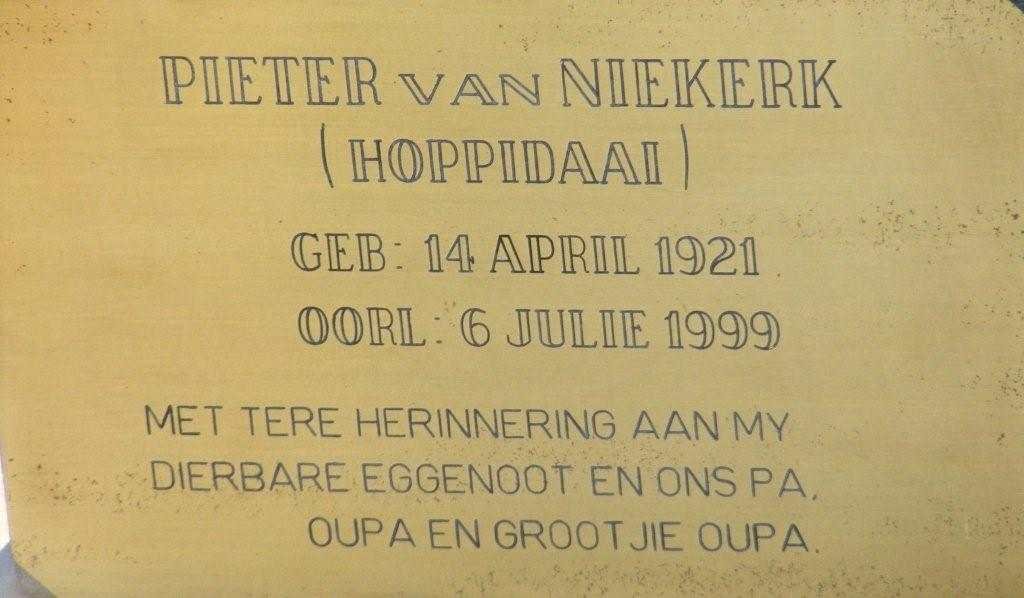 PIETER VAN NIEKERK
(HOPPIDAAI)
GEB: 14 APRIL 1921
OORL: 6 JULIE 1999
MET TERE HERINNERING AAN MY
DIERBARE EGGENOOT EN ONS PA,
OUPA EN GROOTJIE OUPA.